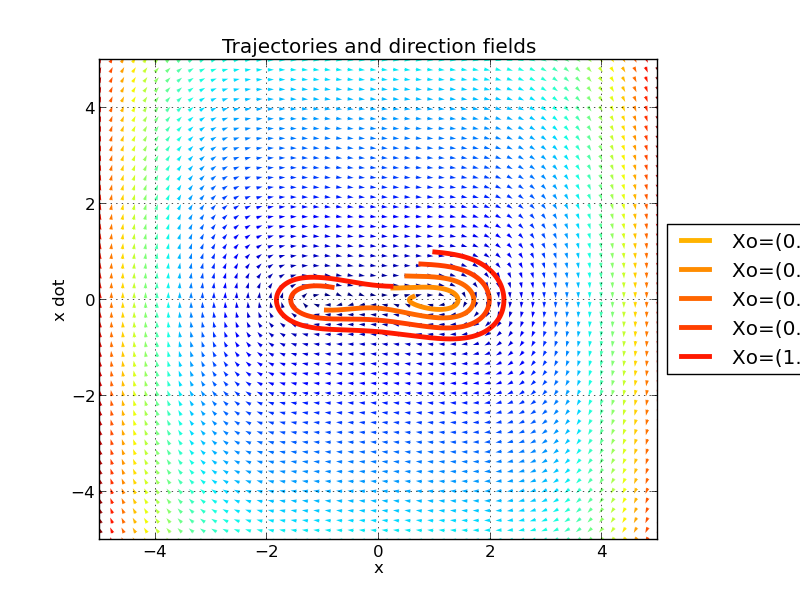 Trajectories and direction fields
4
2
0
−2
−4
x dot
−4 −2 0 2 4
x
Xo=(0.
Xo=(0.
Xo=(0.
Xo=(0.
Xo=(1.